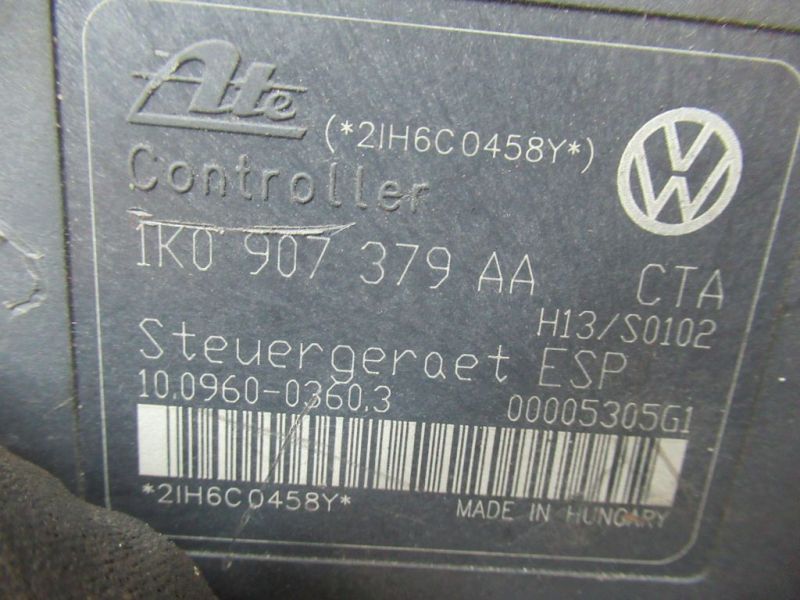 Ate
(*2IH6C0458Y*)
VW
Controller
1K0 907 379 AA CTA
H13/S0102
Steuergeraet ESP
10.0960-0360.3 00005305G1
*2IH6C0458Y* MADE IN HUNGARY